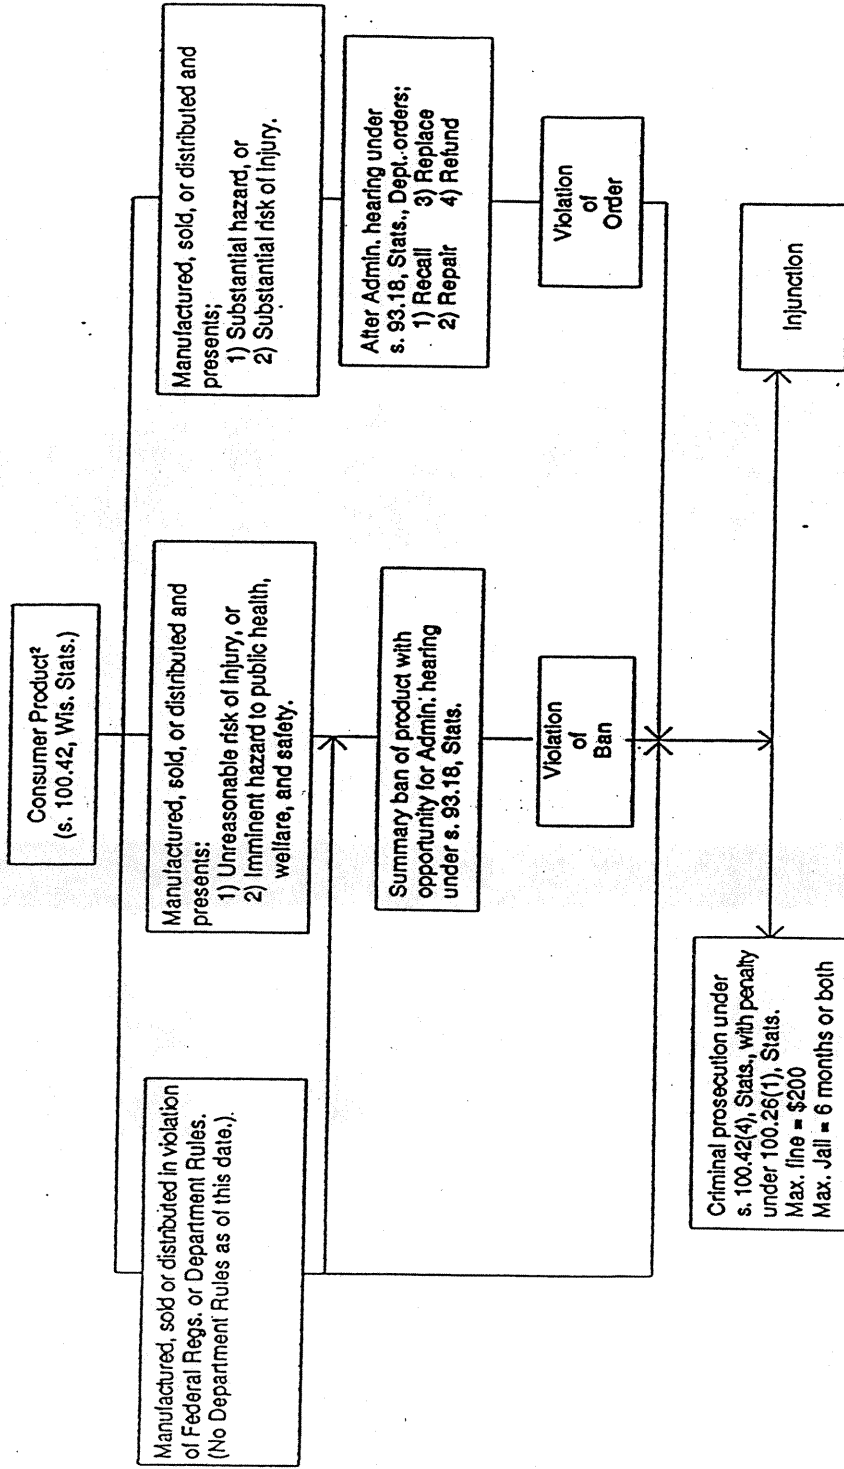 Consumer Product²
(s. 100.42, Wis. Stats.)
Manufactured, sold or distributed in violation
of Federal Regs. or Department Rules.
(No Department Rules as of this date.).
Manufactured, sold, or distributed and
presents:
1) Unreasonable risk of Injury, or
2) Imminent hazard to public health,
welfare, and safety.
Manufactured, sold, or distributed and
presents;
1) Substantial hazard, or
2) Substantial risk of Injury.
Summary ban of product with
opportunity for Admin. hearing
under s. 93.18, Stats.
After Admin. hearing under
s. 93.18, Stats., Dept. orders;
1) Recall 3) Replace
2) Repair 4) Refund
Violation
of
Ban
Violation
of
Order
Criminal prosecution under
s. 100.42(4), Stats., with penalty
under 100.26(1), Stats.
Max. fine = $200
Max. Jail = 6 months or both
Injunction